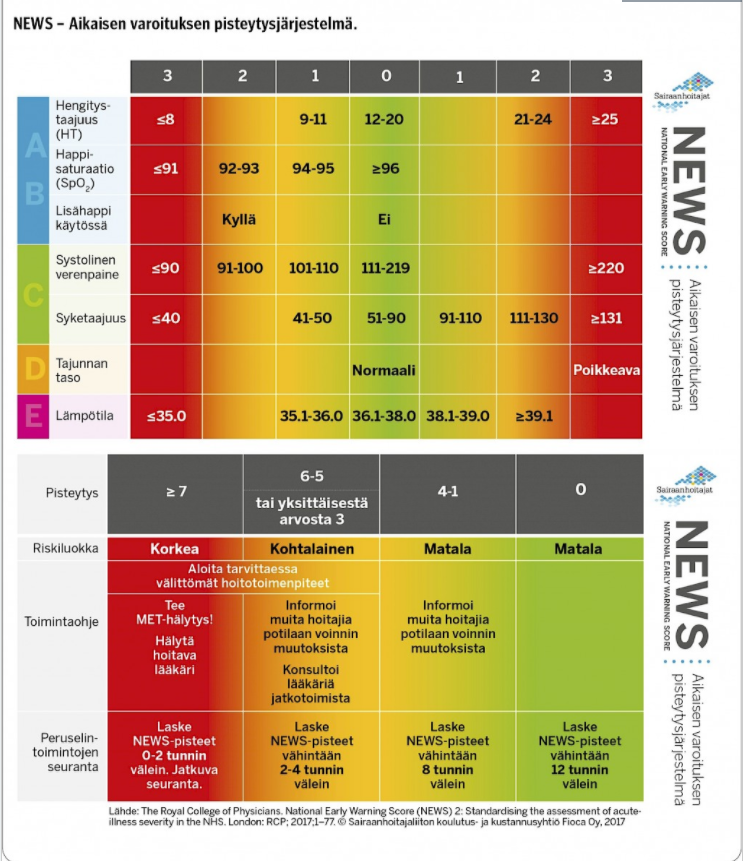 NEWS – Aikaisen varoituksen pisteytysjärjestelmä.
3 2 1 0 1 2 3
A
B
Hengitys-
taajuus
(HT)
≤8 9-11 12-20 21-24 ≥25
Happi-
saturaatio
(SpO₂)
≤91 92-93 94-95 ≥96
Lisähappi
käytössä
Kyllä Ei
C
Systolinen
verenpaine
≤90 91-100 101-110 111-219 ≥220
Syketaajuus
≤40 41-50 51-90 91-110 111-130 ≥131
D
Tajunnan
taso
Normaali Poikkeava
E
Lämpötila
≤35.0 35.1-36.0 36.1-38.0 38.1-39.0 ≥39.1
Sairaanhoitajat
NEWS
NATIONAL EARLY WARNING SCORE
Aikaisen varoituksen
pisteytysjärjestelmä
Pisteytys
≥ 7
6-5
tai yksittäisestä
arvosta 3
4-1
0
Riskiluokka
Korkea Kohtalainen Matala Matala
Toimintaohje
Aloita tarvittaessa
välittömät hoitotoimenpiteet
Tee
MET-hälytys!
Hälytä
hoitava
lääkäri
Informoi
muita hoitajia
potilaan voinnin
muutoksista
Konsultoi
lääkäriä
jatkotoimista
Informoi
muita hoitajia
potilaan voinnin
muutoksista
Peruselin-
toimintojen
seuranta
Laske
NEWS-pisteet
0-2 tunnin
välein. Jatkuva
seuranta.
Laske
NEWS-pisteet
vähintään
2-4 tunnin
välein
Laske
NEWS-pisteet
vähintään
8 tunnin
välein
Laske
NEWS-pisteet
vähintään
12 tunnin
välein
Sairaanhoitajat
NEWS
NATIONAL EARLY WARNING SCORE
Aikaisen varoituksen
pisteytysjärjestelmä
Lähde: The Royal College of Physicians. National Early Warning Score (NEWS) 2: Standardising the assessment of acute-
illness severity in the NHS. London: RCP; 2017;1–77. © Sairaanhoitajaliiton koulutus- ja kustannusyhtiö Fioca Oy, 2017